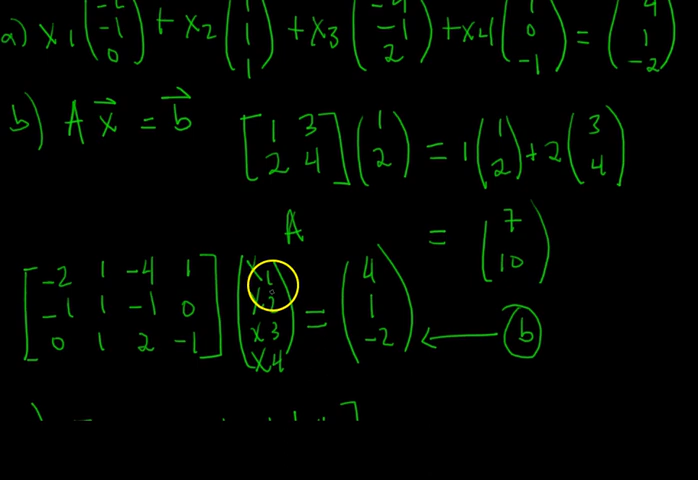 a) x1(-2 -1 0) + x2(1 1 1) + x3(-4 -1 2) + x4(1 0 -1) = (4 1 -2)
b) A x⃗ = b⃗ [1 3 2 4] (1 2) = 1(1 2) + 2(3 4)
A = (7 10)
[-2 1 -4 1 -1 1 -1 0 0 1 2 -1] (x1 x2 x3 x4) = (4 1 -2) ← b